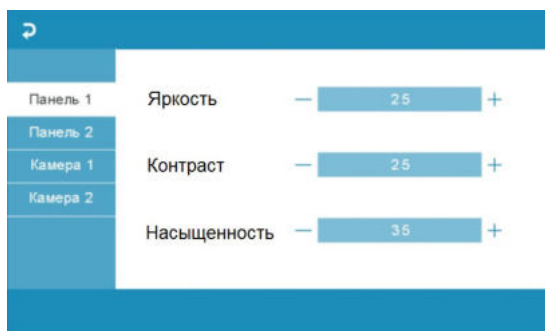 Панель 1
Панель 2
Камера 1
Камера 2
Яркость — 25 +
Контраст — 25 +
Насыщенность — 35 +